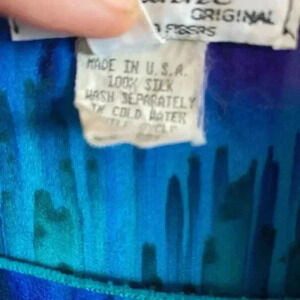 ORIGINAL
MADE IN U.S.A.
100% SILK
WASH SEPARATELY
IN COLD WATER